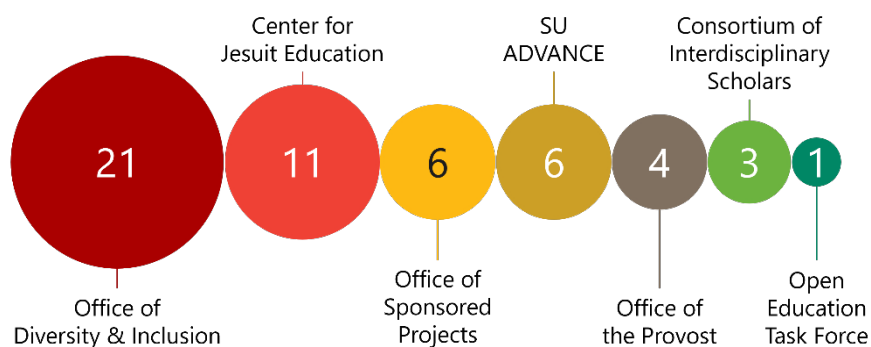 Center for
Jesuit Education
SU
ADVANCE
Consortium of
Interdisciplinary
Scholars
21
11
6
6
4
3
1
Office of
Diversity & Inclusion
Office of
Sponsored
Projects
Office of
the Provost
Open
Education
Task Force